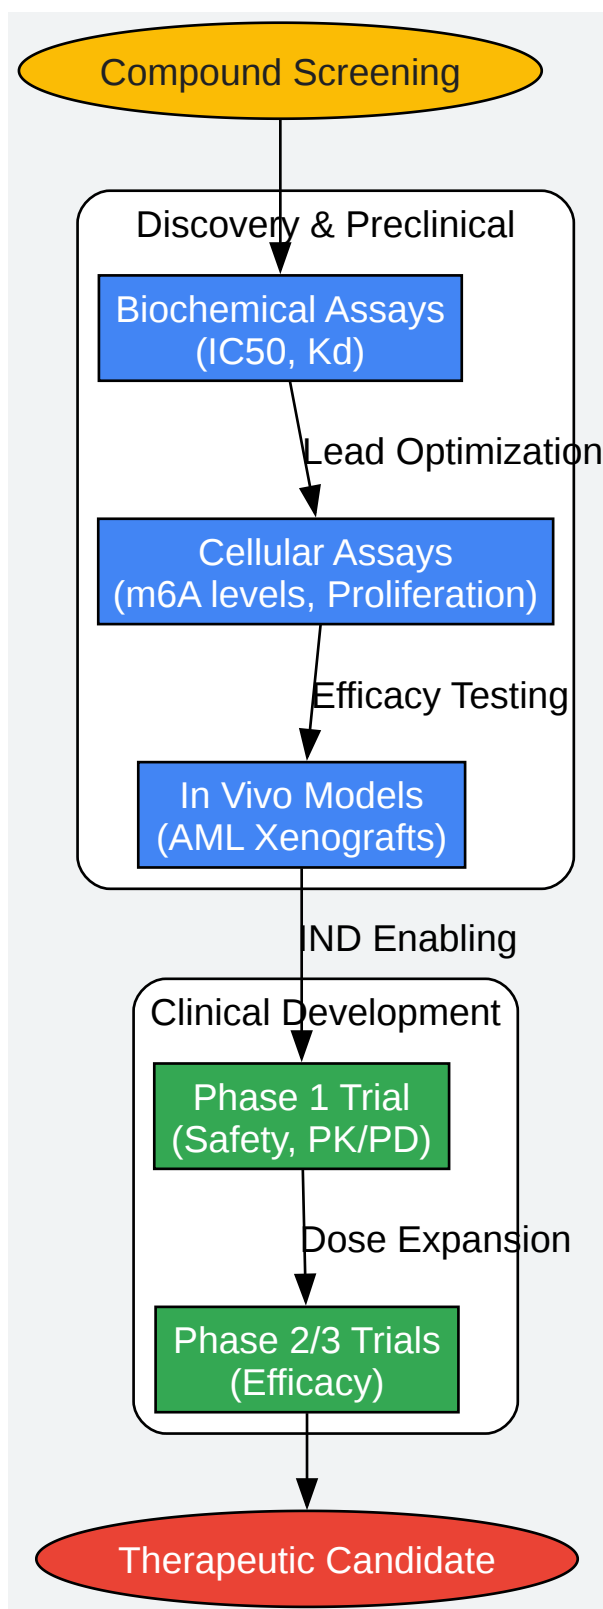 Compound Screening
Discovery & Preclinical
Biochemical Assays
(IC50, Kd)
Lead Optimization
Cellular Assays
(m6A levels, Proliferation)
Efficacy Testing
In Vivo Models
(AML Xenografts)
IND Enabling
Clinical Development
Phase 1 Trial
(Safety, PK/PD)
Dose Expansion
Phase 2/3 Trials
(Efficacy)
Therapeutic Candidate